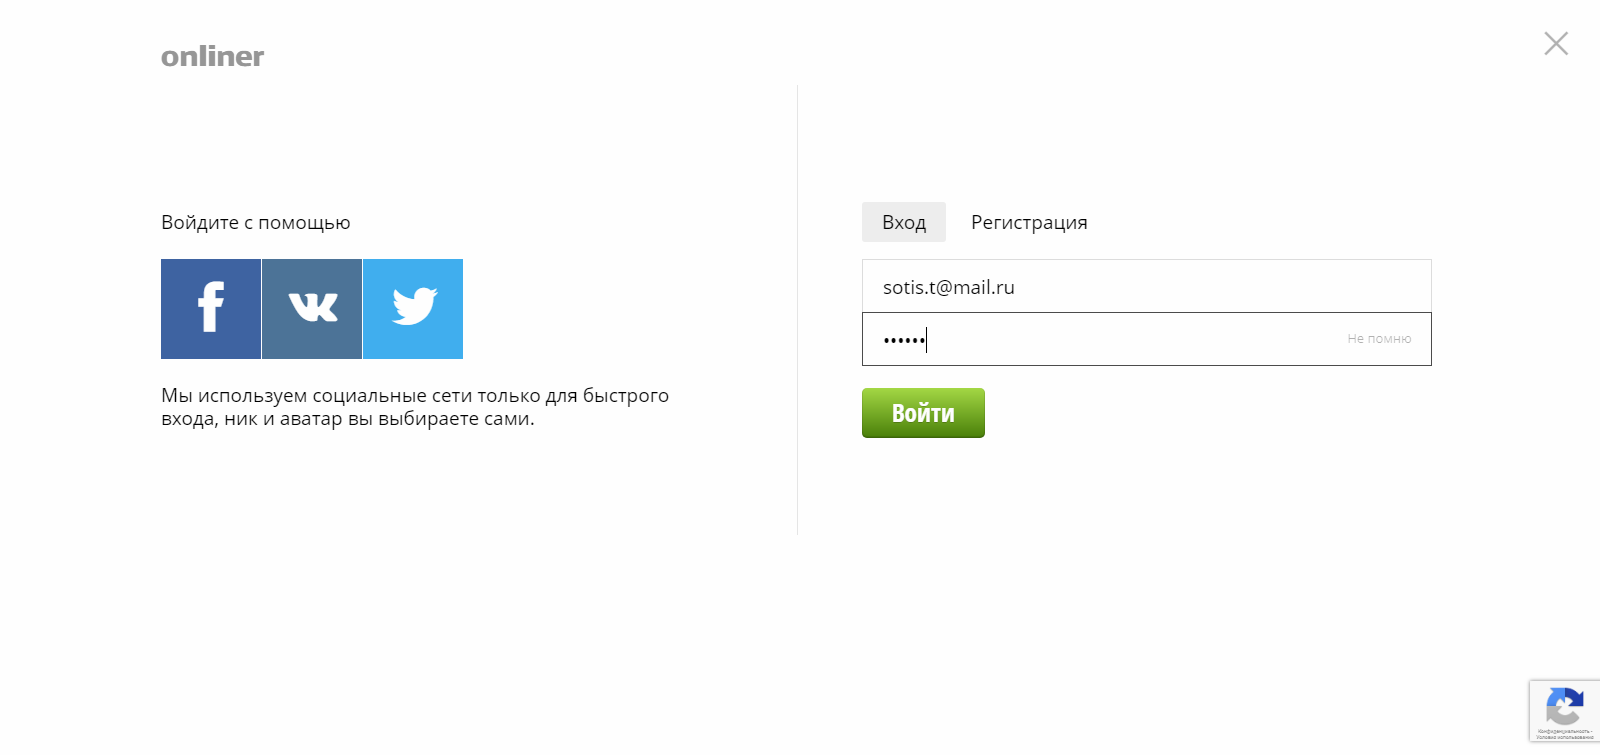 onliner
Войдите с помощью
Мы используем социальные сети только для быстрого
входа, ник и аватар вы выбираете сами.
Вход
Регистрация
sotis.t@mail.ru
••••••
Не помню
Войти
Конфиденциальность -
Условия использования